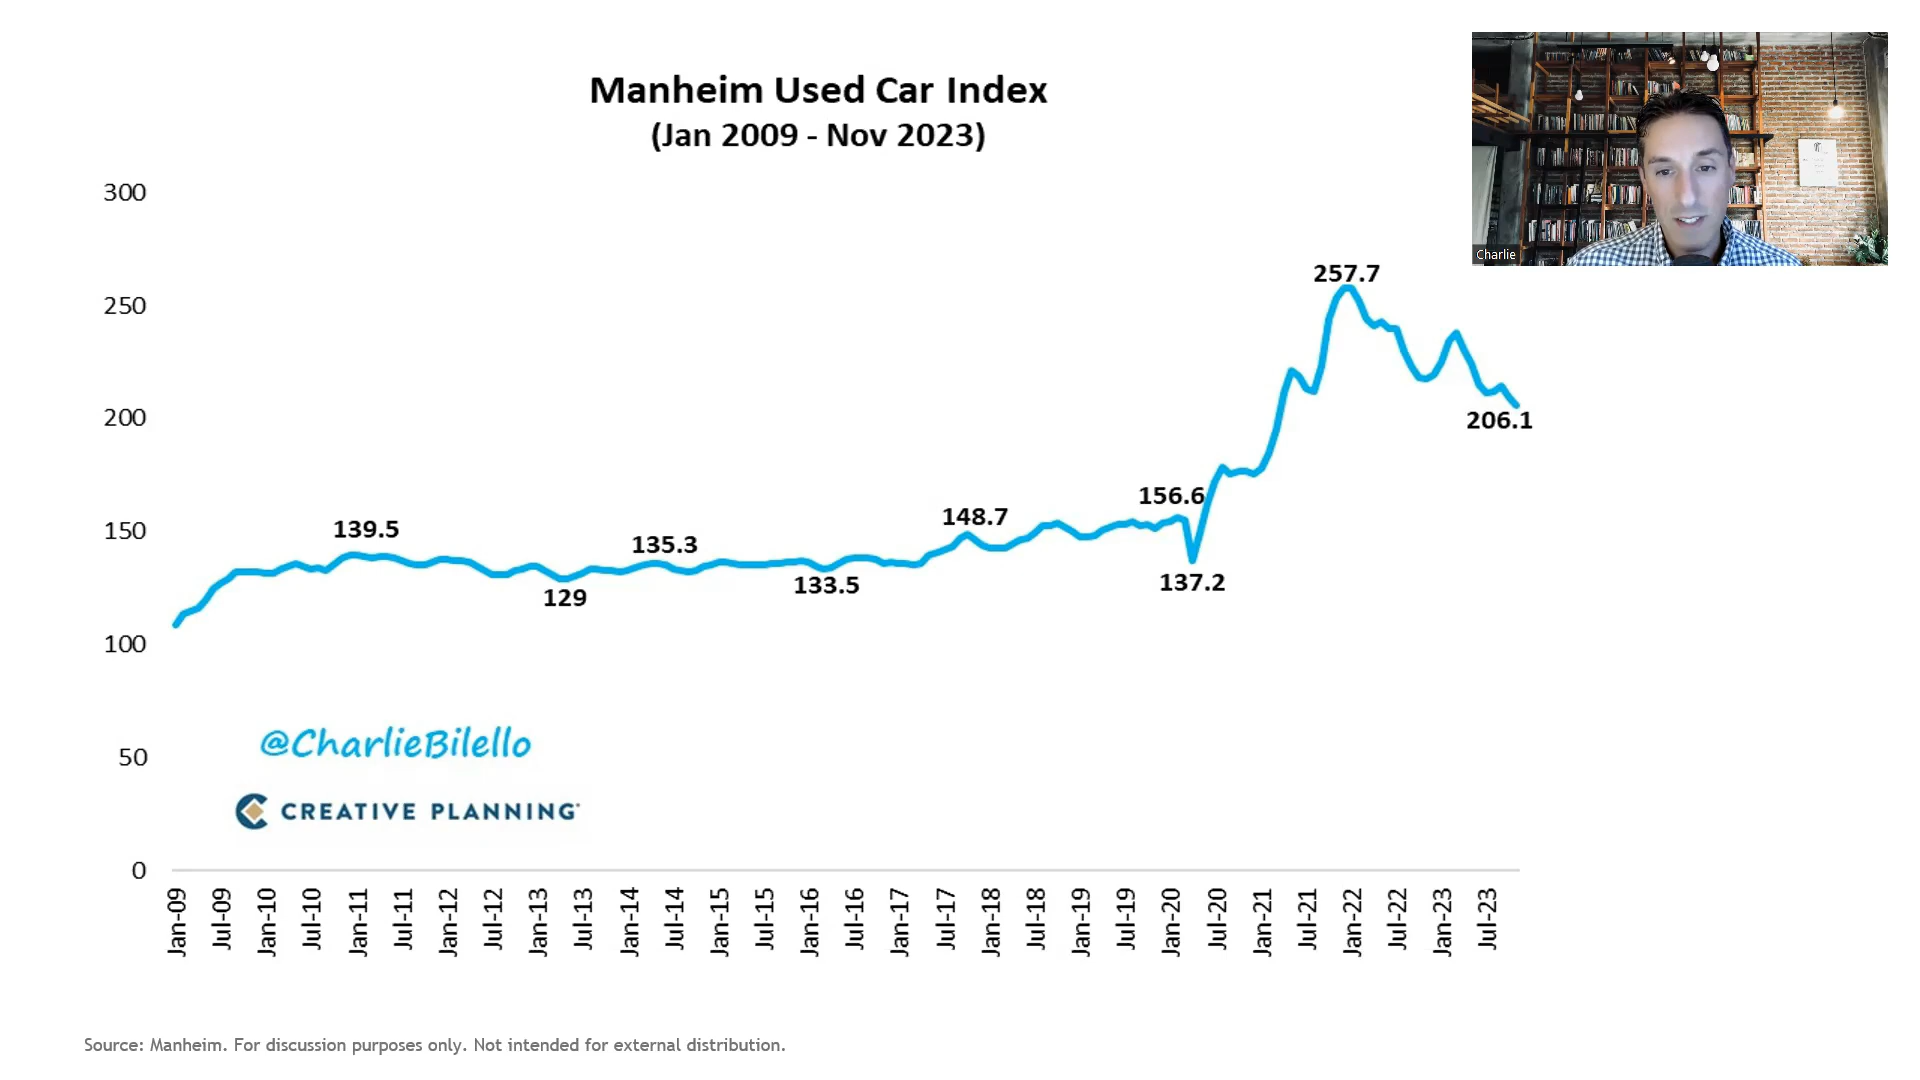 Manheim Used Car Index
(Jan 2009 - Nov 2023)
300
250
200
150
100
50
0
139.5
129
135.3
133.5
148.7
156.6
137.2
257.7
206.1
@CharlieBilello
CREATIVE PLANNING
Jan-09
Jul-09
Jan-10
Jul-10
Jan-11
Jul-11
Jan-12
Jul-12
Jan-13
Jul-13
Jan-14
Jul-14
Jan-15
Jul-15
Jan-16
Jul-16
Jan-17
Jul-17
Jan-18
Jul-18
Jan-19
Jul-19
Jan-20
Jul-20
Jan-21
Jul-21
Jan-22
Jul-22
Jan-23
Jul-23
Charlie
Source: Manheim. For discussion purposes only. Not intended for external distribution.